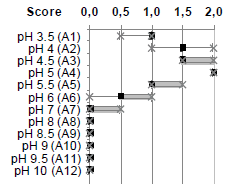 Score 0,0 0,5 1,0 1,5 2,0
pH 3.5 (A1)
pH 4 (A2)
pH 4.5 (A3)
pH 5 (A4)
pH 5.5 (A5)
pH 6 (A6)
pH 7 (A7)
pH 8 (A8)
pH 8.5 (A9)
pH 9 (A10)
pH 9.5 (A11)
pH 10 (A12)